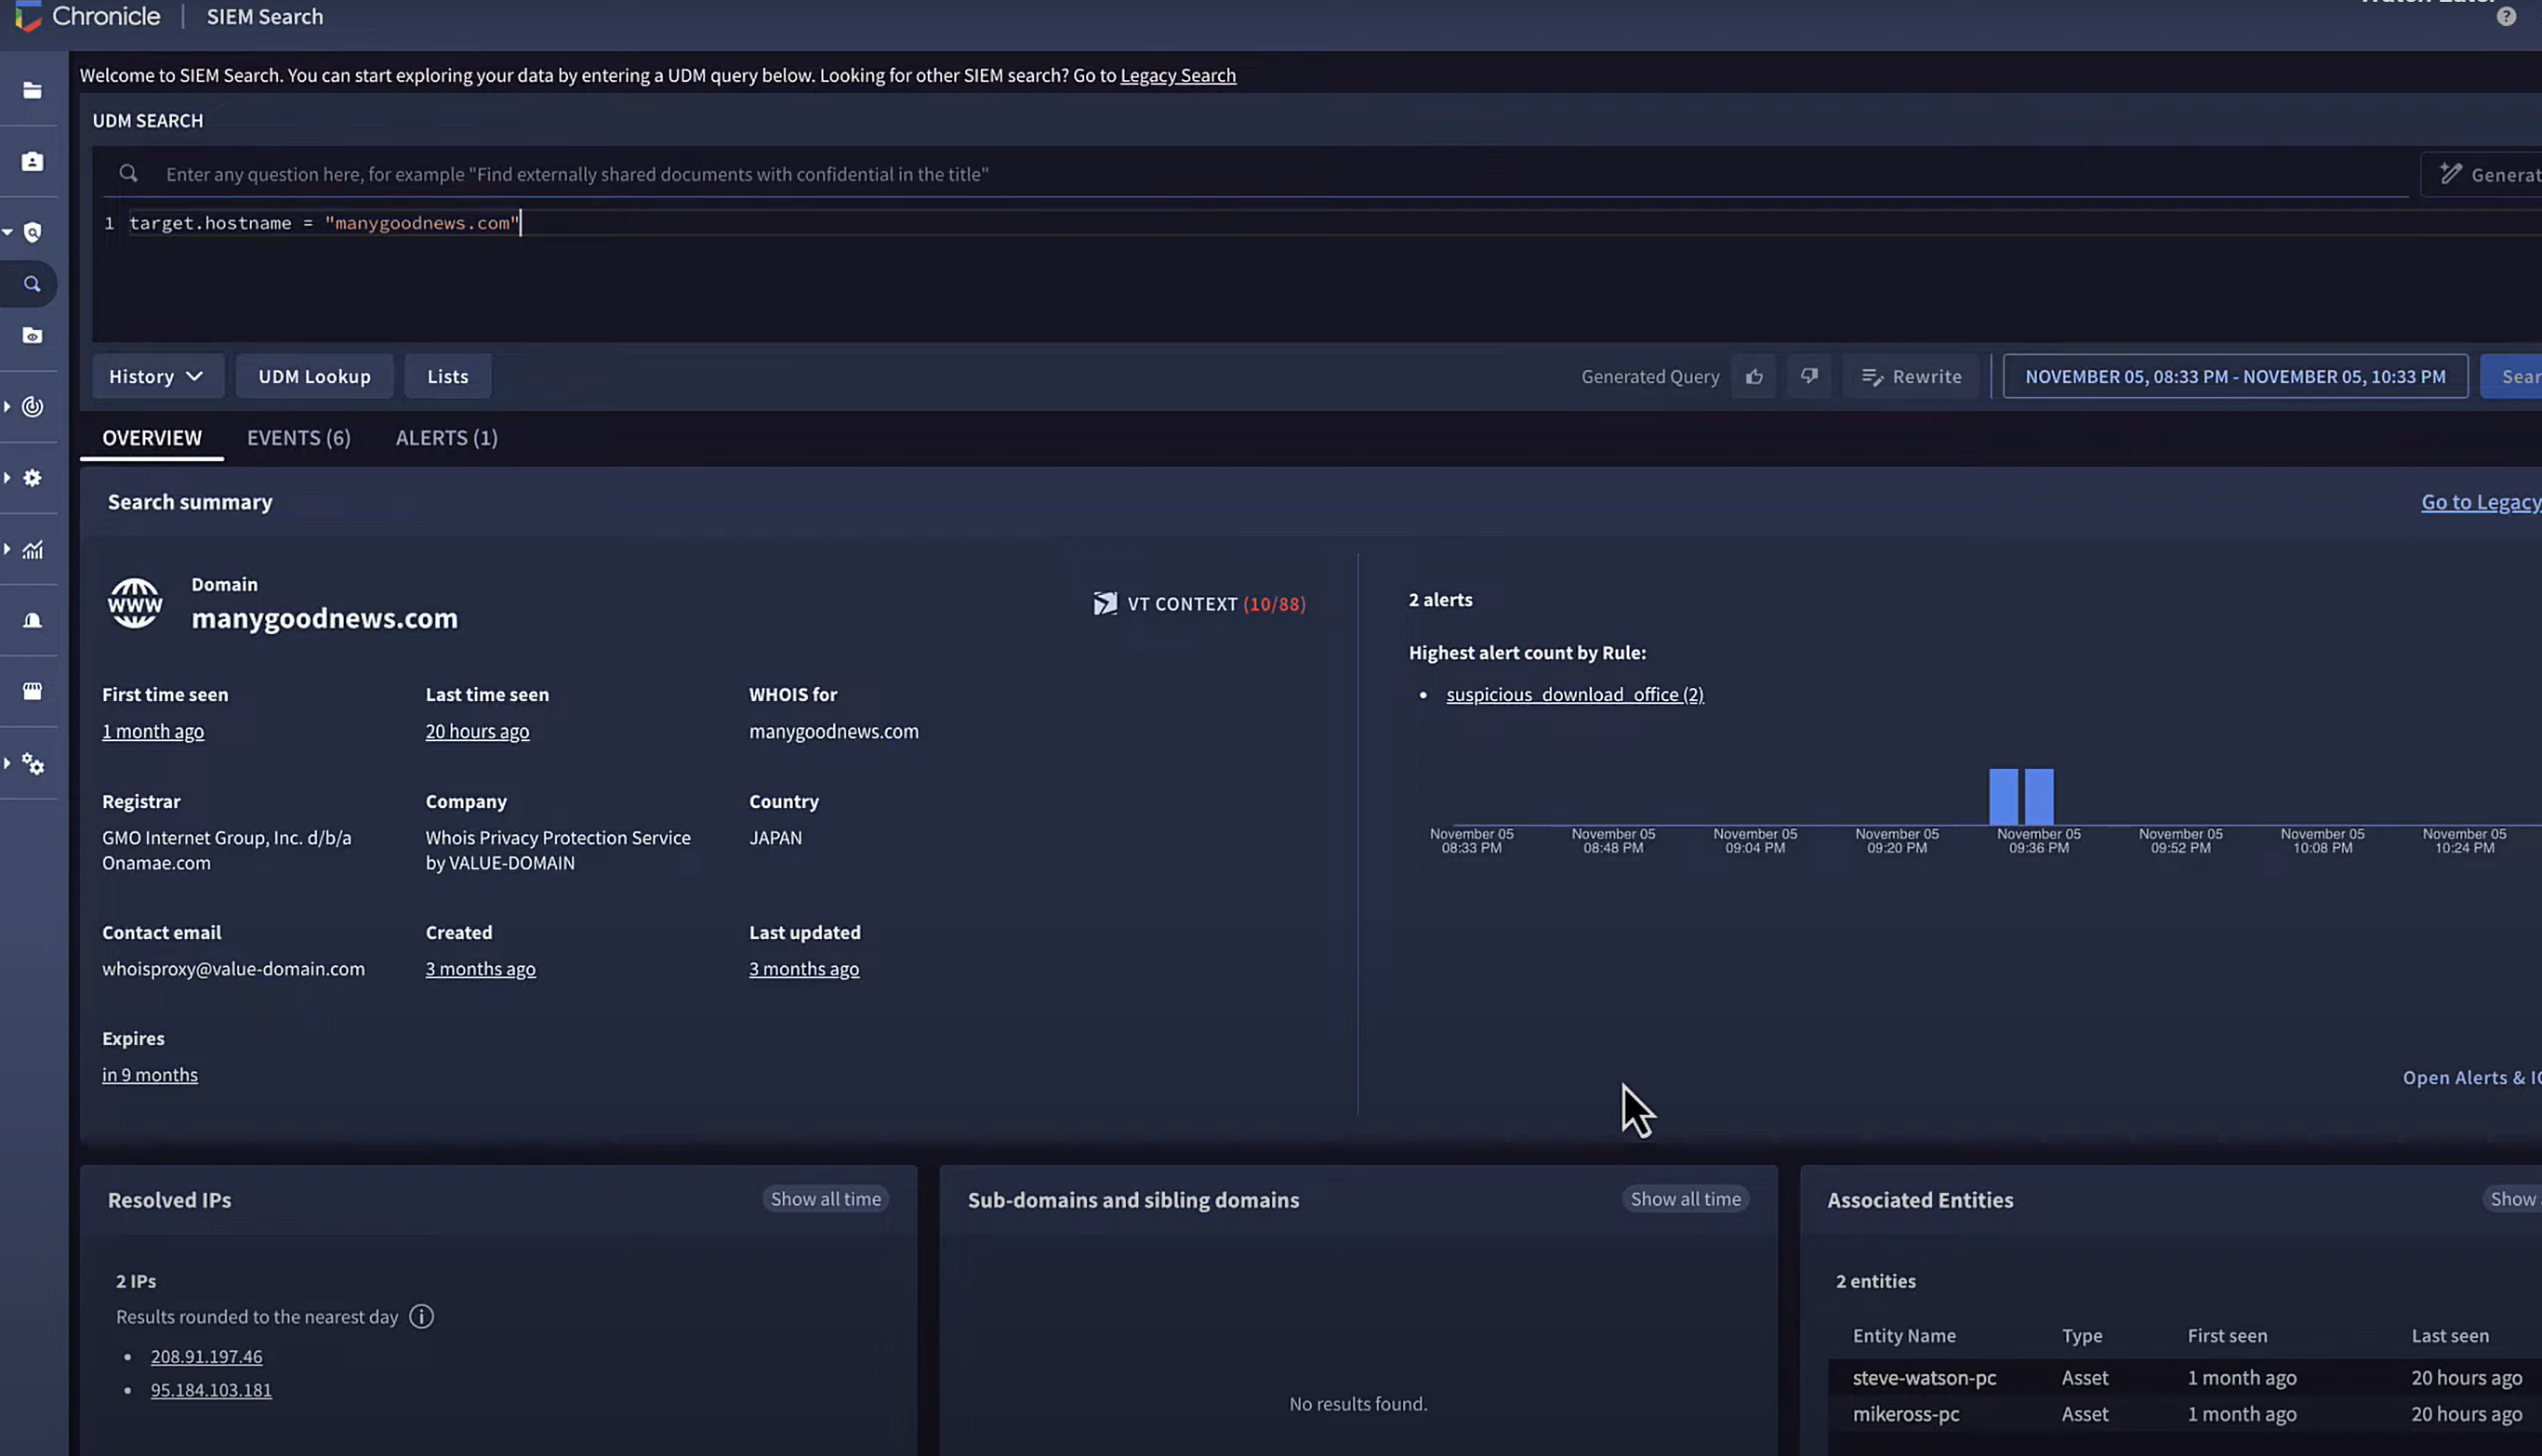 Chronicle
SIEM Search
?
Welcome to SIEM Search. You can start exploring your data by entering a UDM query below. Looking for other SIEM search? Go to Legacy Search
UDM SEARCH
Enter any question here, for example "Find externally shared documents with confidential in the title"
Generat
1 target.hostname = "manygoodnews.com"
History
UDM Lookup
Lists
Generated Query
Rewrite
NOVEMBER 05, 08:33 PM - NOVEMBER 05, 10:33 PM
Sear
OVERVIEW
EVENTS (6)
ALERTS (1)
Search summary
Go to Legacy
www
Domain
manygoodnews.com
VT CONTEXT (10/88)
First time seen
1 month ago
Last time seen
20 hours ago
WHOIS for
manygoodnews.com
Registrar
GMO Internet Group, Inc. d/b/a
Onamae.com
Company
Whois Privacy Protection Service
by VALUE-DOMAIN
Country
JAPAN
Contact email
whoisproxy@value-domain.com
Created
3 months ago
Last updated
3 months ago
Expires
in 9 months
2 alerts
Highest alert count by Rule:
• suspicious_download_office (2)
November 05
08:33 PM
November 05
08:48 PM
November 05
09:04 PM
November 05
09:20 PM
November 05
09:36 PM
November 05
09:52 PM
November 05
10:08 PM
November 05
10:24 PM
Open Alerts & IO
Resolved IPs
Show all time
2 IPs
Results rounded to the nearest day
• 208.91.197.46
• 95.184.103.181
Sub-domains and sibling domains
Show all time
No results found.
Associated Entities
Show
2 entities
Entity Name Type First seen Last seen
steve-watson-pc Asset 1 month ago 20 hours ago
mikeross-pc Asset 1 month ago 20 hours ago